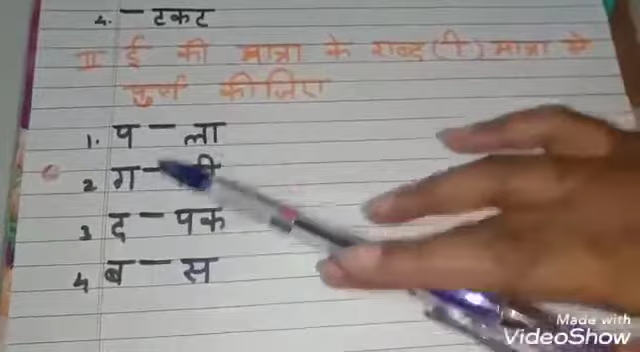 4. – टकट
II ई की मात्रा के शब्द (ी) मात्रा से
पुर्ण कीजिए
1. प – ला
2. ग –
3 द – पक
4. ब – स
Made with
VideoShow